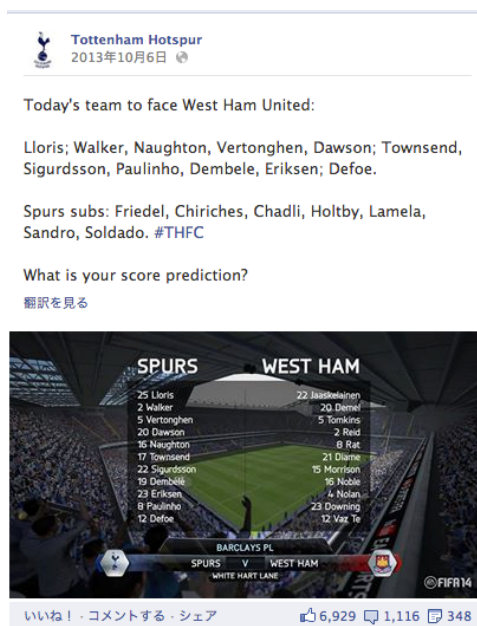 Tottenham Hotspur
2013年10月6日
Today's team to face West Ham United:
Lloris; Walker, Naughton, Vertonghen, Dawson; Townsend,
Sigurdsson, Paulinho, Dembele, Eriksen; Defoe.
Spurs subs: Friedel, Chiriches, Chadli, Holtby, Lamela,
Sandro, Soldado. #THFC
What is your score prediction?
翻訳を見る
SPURS WEST HAM
25 Lloris 22 Jaaskelainen
2 Walker 20 Demel
5 Vertonghen 5 Tomkins
20 Dawson 2 Reid
16 Naughton 8 Rat
17 Townsend 21 Diame
22 Sigurdsson 15 Morrison
19 Dembélé 16 Noble
23 Eriksen 4 Nolan
8 Paulinho 23 Downing
12 Defoe 12 Vaz Te
BARCLAYS PL
SPURS V WEST HAM
WHITE HART LANE
FIFA 14
いいね！ · コメントする · シェア 6,929 1,116 348